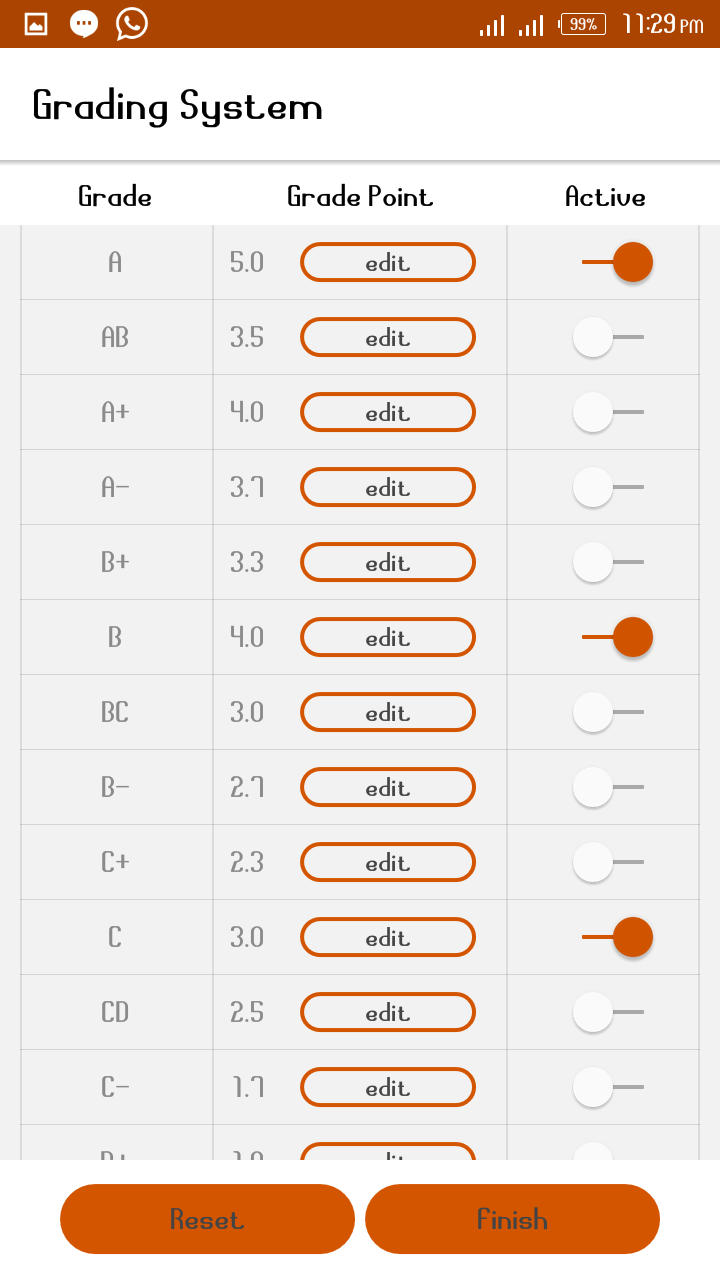 99% 11:29 PM
Grading System
Grade Grade Point Active
A 5.0 edit
AB 3.5 edit
A+ 4.0 edit
A- 3.7 edit
B+ 3.3 edit
B 4.0 edit
BC 3.0 edit
B- 2.7 edit
C+ 2.3 edit
C 3.0 edit
CD 2.5 edit
C- 1.7 edit
Reset Finish